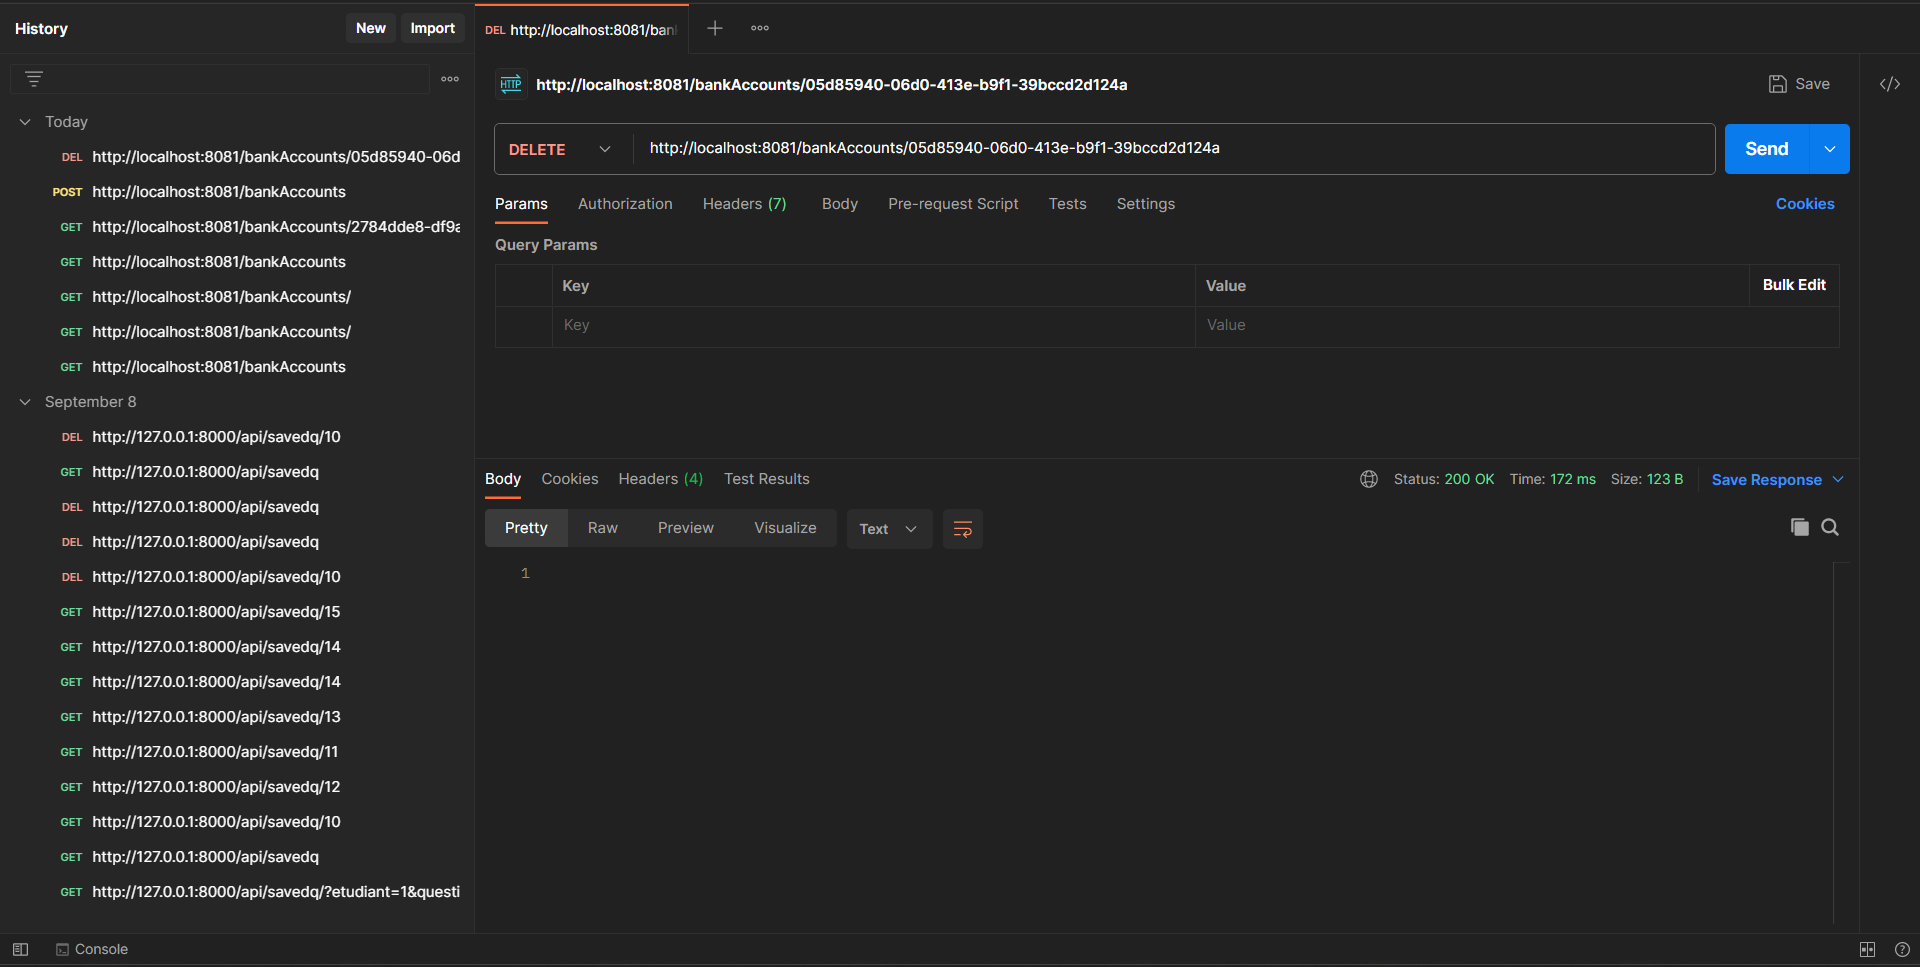 History
New
Import
Today
DEL http://localhost:8081/bankAccounts/05d85940-06d
POST http://localhost:8081/bankAccounts
GET http://localhost:8081/bankAccounts/2784dde8-df9a
GET http://localhost:8081/bankAccounts
GET http://localhost:8081/bankAccounts/
GET http://localhost:8081/bankAccounts/
GET http://localhost:8081/bankAccounts
September 8
DEL http://127.0.0.1:8000/api/savedq/10
GET http://127.0.0.1:8000/api/savedq
DEL http://127.0.0.1:8000/api/savedq
DEL http://127.0.0.1:8000/api/savedq
DEL http://127.0.0.1:8000/api/savedq/10
GET http://127.0.0.1:8000/api/savedq/15
GET http://127.0.0.1:8000/api/savedq/14
GET http://127.0.0.1:8000/api/savedq/14
GET http://127.0.0.1:8000/api/savedq/13
GET http://127.0.0.1:8000/api/savedq/11
GET http://127.0.0.1:8000/api/savedq/12
GET http://127.0.0.1:8000/api/savedq/10
GET http://127.0.0.1:8000/api/savedq
GET http://127.0.0.1:8000/api/savedq/?etudiant=1&questi
DEL http://localhost:8081/ban
HTTP http://localhost:8081/bankAccounts/05d85940-06d0-413e-b9f1-39bccd2d124a
Save
DELETE http://localhost:8081/bankAccounts/05d85940-06d0-413e-b9f1-39bccd2d124a
Send
Params Authorization Headers (7) Body Pre-request Script Tests Settings Cookies
Query Params
Key Value Bulk Edit
Key Value
Body Cookies Headers (4) Test Results Status: 200 OK Time: 172 ms Size: 123 B Save Response
Pretty Raw Preview Visualize Text
1
Console